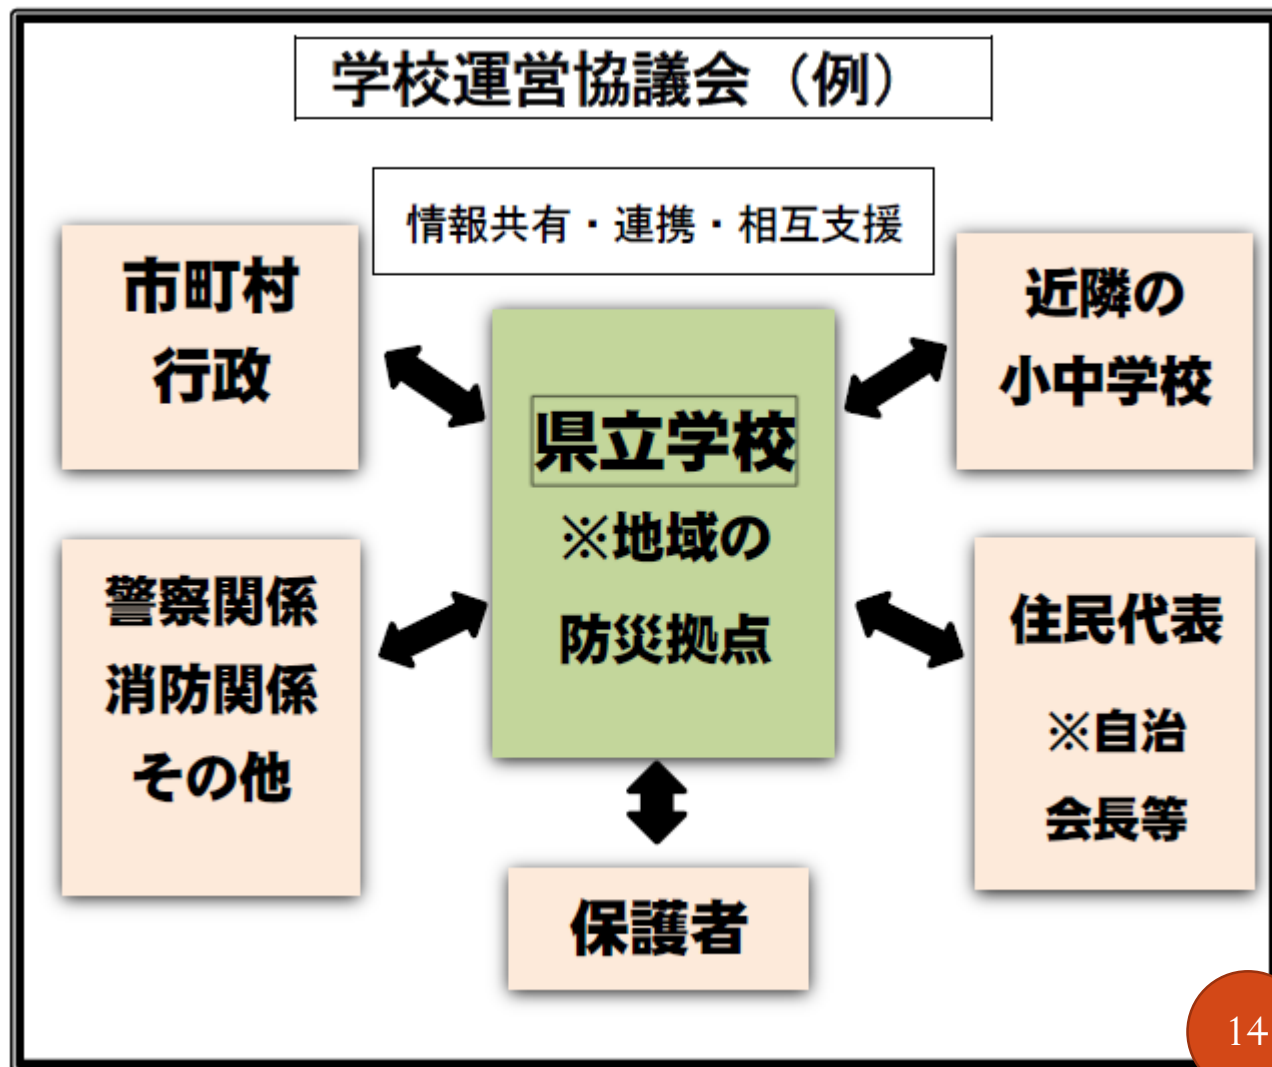 学校運営協議会（例）
情報共有・連携・相互支援
市町村
行政
近隣の
小中学校
県立学校
※地域の
防災拠点
警察関係
消防関係
その他
住民代表
※自治
会長等
保護者
14